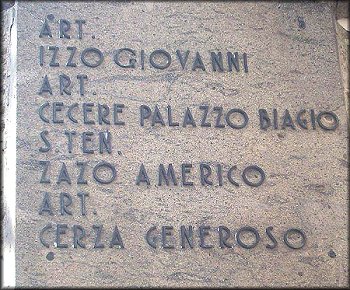 ART.
IZZO GIOVANNI
ART.
CECERE PALAZZO BIAGIO
S. TEN.
ZAZO AMERICO
ART.
CERZA GENEROSO